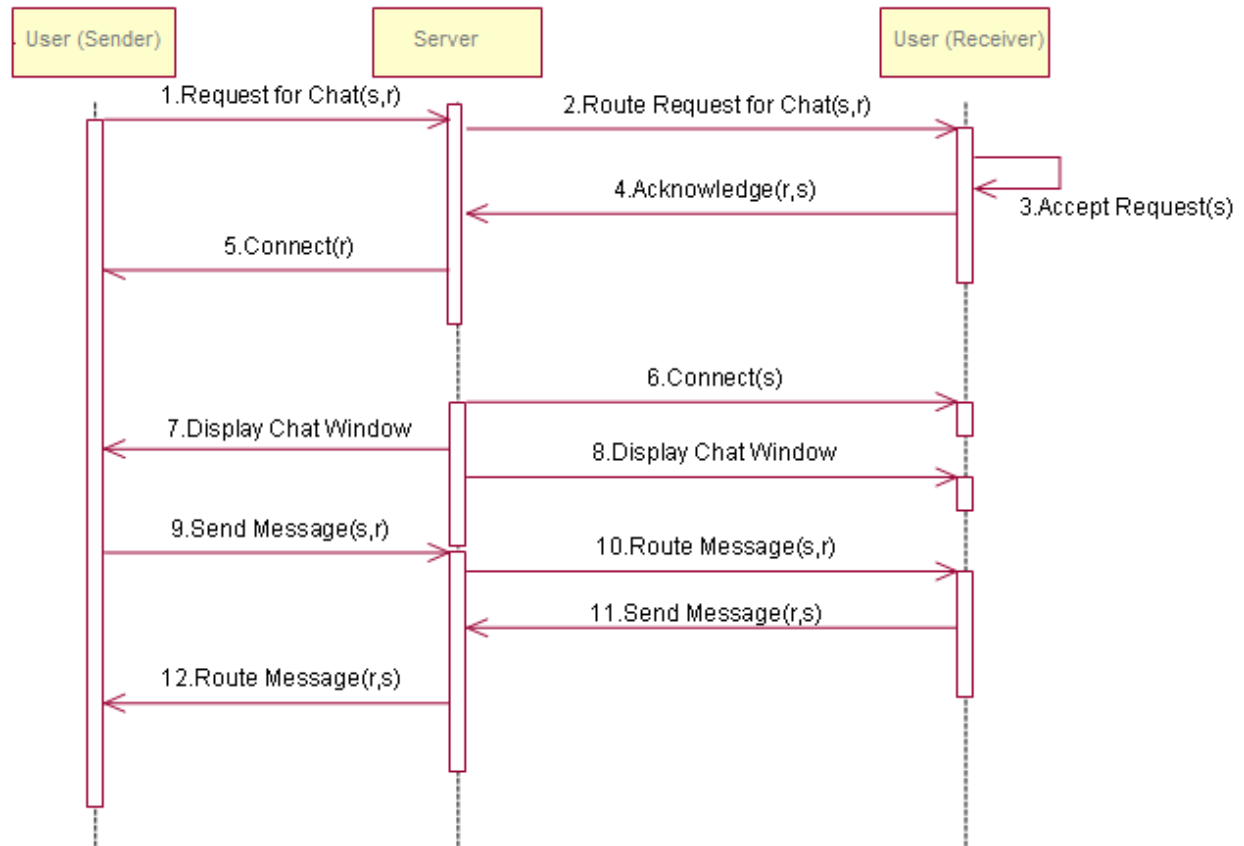 User (Sender)
Server
User (Receiver)
1.Request for Chat(s,r)
2.Route Request for Chat(s,r)
3.Accept Request(s)
4.Acknowledge(r,s)
5.Connect(r)
6.Connect(s)
7.Display Chat Window
8.Display Chat Window
9.Send Message(s,r)
10.Route Message(s,r)
11.Send Message(r,s)
12.Route Message(r,s)